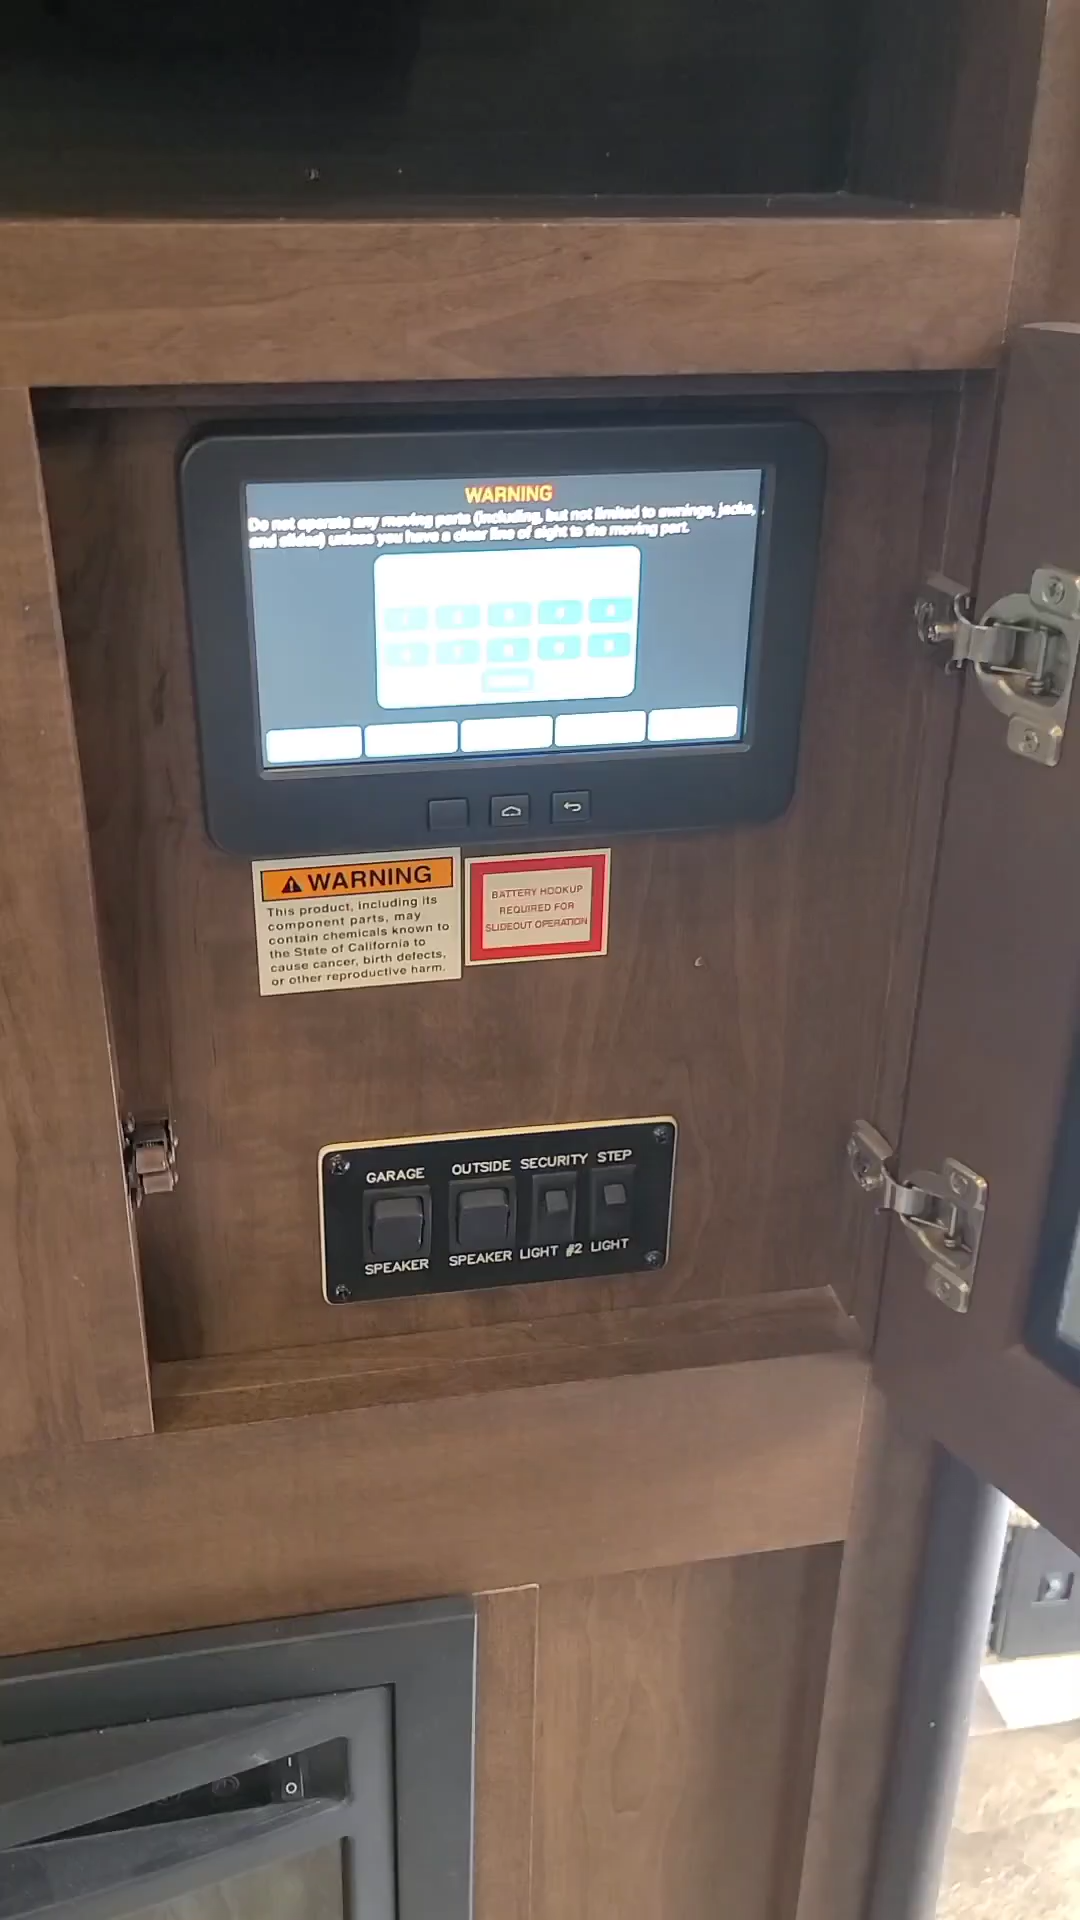 WARNING
Do not operate any moving parts (including, but not limited to awnings, jacks,
and slides) unless you have a clear line of sight to the moving part.
WARNING
This product, including its
component parts, may
contain chemicals known to
the State of California to
cause cancer, birth defects,
or other reproductive harm.
BATTERY HOOKUP
REQUIRED FOR
SLIDEOUT OPERATION
GARAGE OUTSIDE SECURITY STEP
SPEAKER SPEAKER LIGHT #2 LIGHT